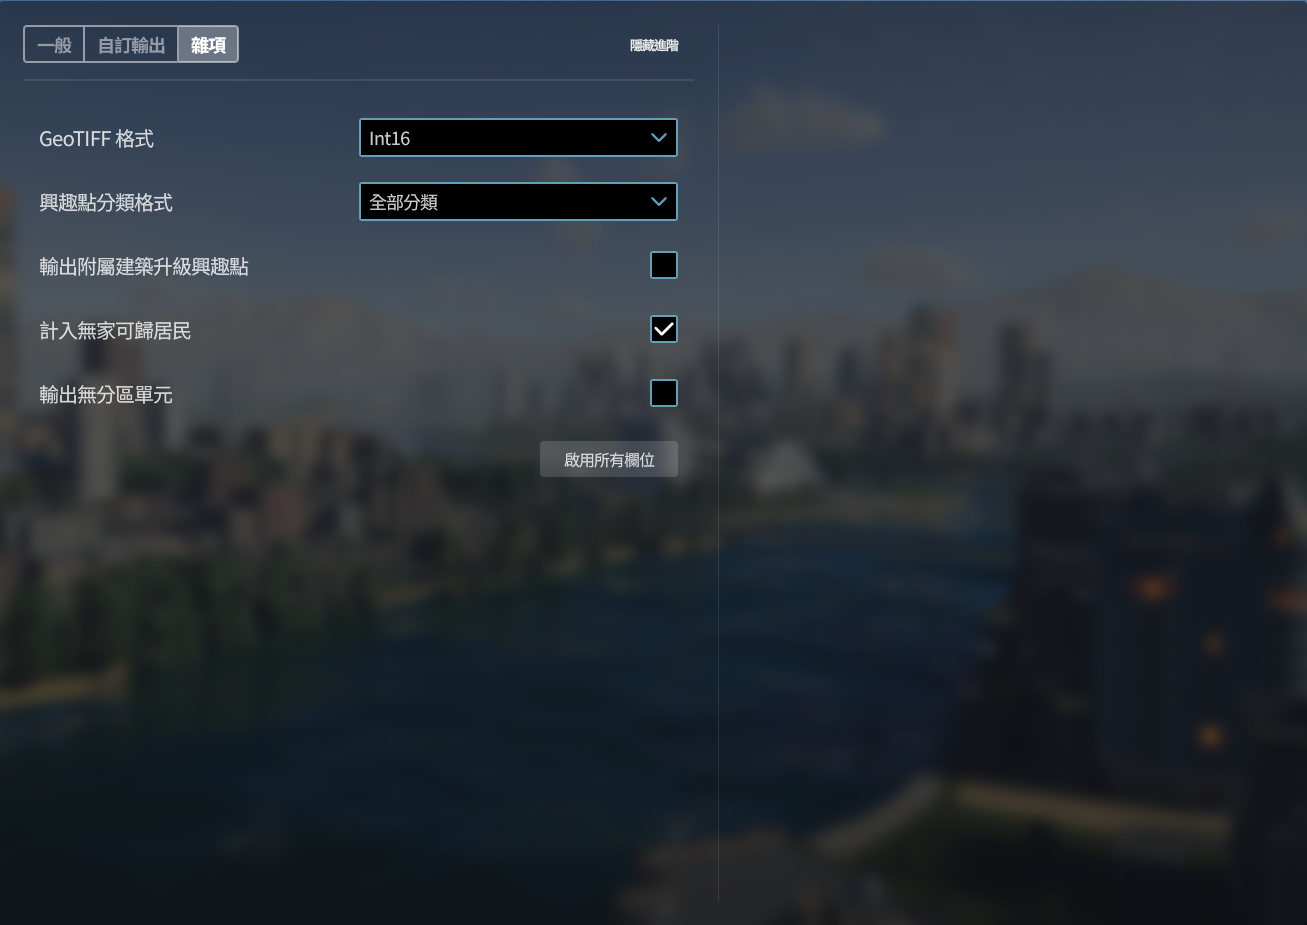 一般 自訂輸出 雜項 隱藏進階
GeoTIFF 格式 Int16
興趣點分類格式 全部分類
輸出附屬建築升級興趣點
計入無家可歸居民
輸出無分區單元
啟用所有欄位